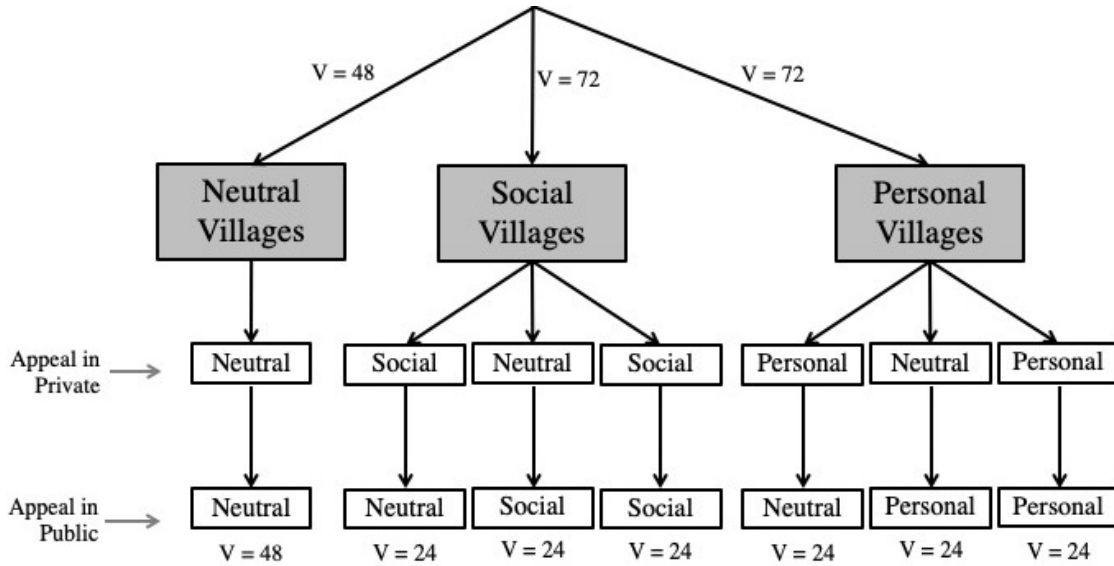 V = 48
V = 72
V = 72
Neutral
Villages
Social
Villages
Personal
Villages
Appeal in
Private
Neutral
Social
Neutral
Social
Personal
Neutral
Personal
Appeal in
Public
Neutral
Neutral
Social
Social
Neutral
Personal
Personal
V = 48
V = 24
V = 24
V = 24
V = 24
V = 24
V = 24